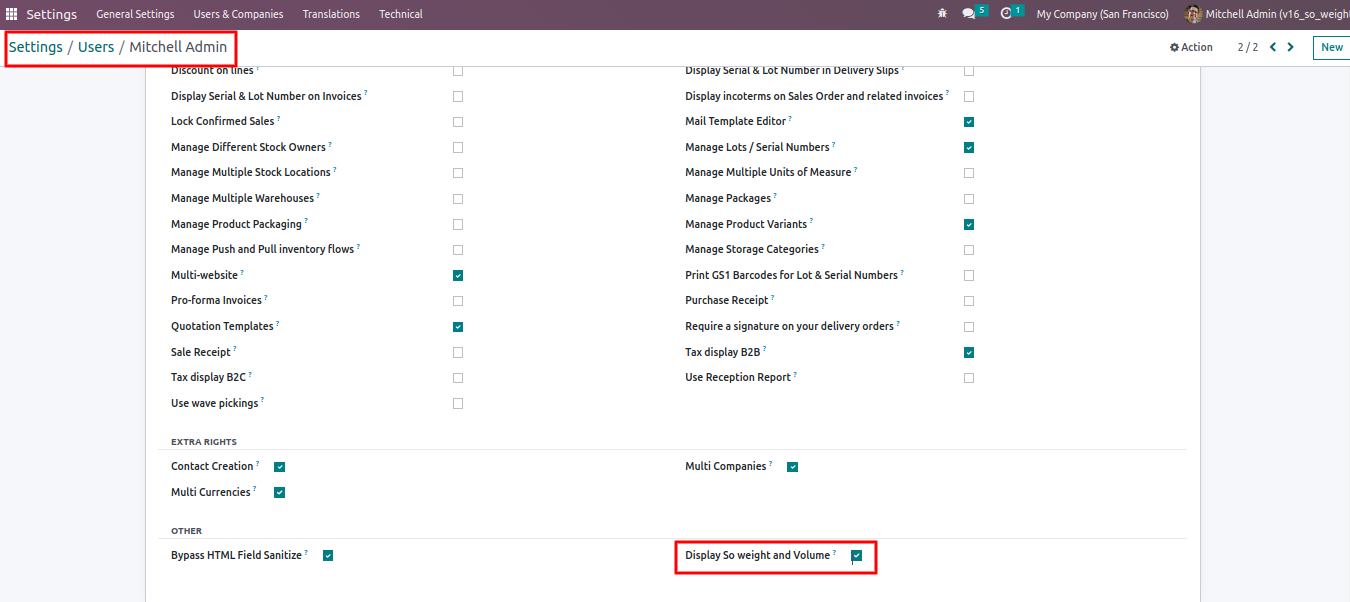 Settings General Settings Users & Companies Translations Technical 5 1 My Company (San Francisco) Mitchell Admin (v16_so_weight
Settings / Users / Mitchell Admin Action 2 / 2 New
Discount on lines ? Display Serial & Lot Number in Delivery Slips ?
Display Serial & Lot Number on Invoices ? Display incoterms on Sales Order and related invoices ?
Lock Confirmed Sales ? Mail Template Editor ?
Manage Different Stock Owners ? Manage Lots / Serial Numbers ?
Manage Multiple Stock Locations ? Manage Multiple Units of Measure ?
Manage Multiple Warehouses ? Manage Packages ?
Manage Product Packaging ? Manage Product Variants ?
Manage Push and Pull inventory flows ? Manage Storage Categories ?
Multi-website ? Print GS1 Barcodes for Lot & Serial Numbers ?
Pro-forma Invoices ? Purchase Receipt ?
Quotation Templates ? Require a signature on your delivery orders ?
Sale Receipt ? Tax display B2B ?
Tax display B2C ? Use Reception Report ?
Use wave pickings ?
EXTRA RIGHTS
Contact Creation ? Multi Companies ?
Multi Currencies ?
OTHER
Bypass HTML Field Sanitize ? Display So weight and Volume ?